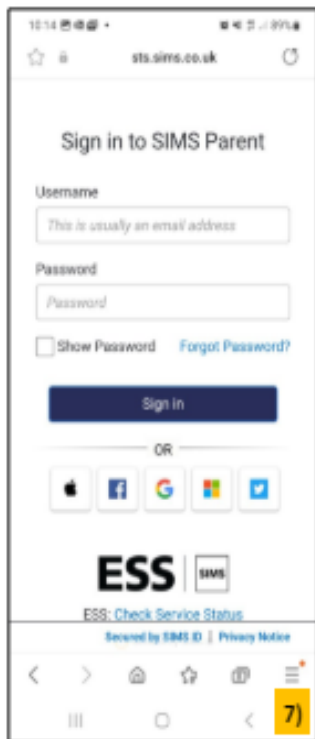 10:14
89%
sts.sims.co.uk
Sign in to SIMS Parent
Username
This is usually an email address
Password
Password
Show Password Forgot Password?
Sign in
OR
ESS SIMS
ESS: Check Service Status
Secured by SIMS ID | Privacy Notice
7)